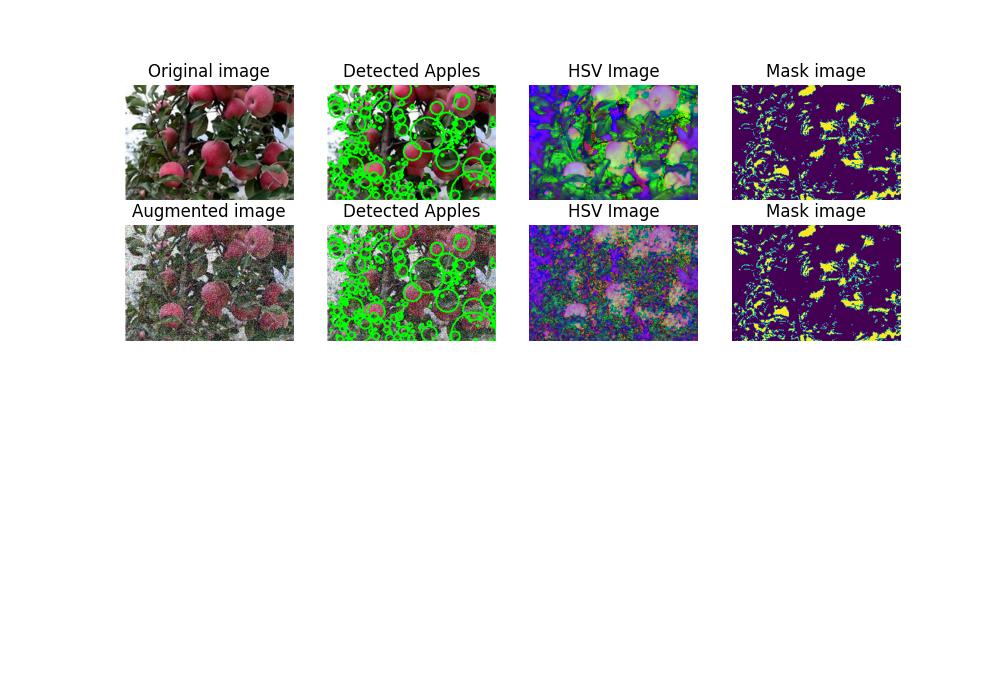 Original image
Detected Apples
HSV Image
Mask image
Augmented image
Detected Apples
HSV Image
Mask image